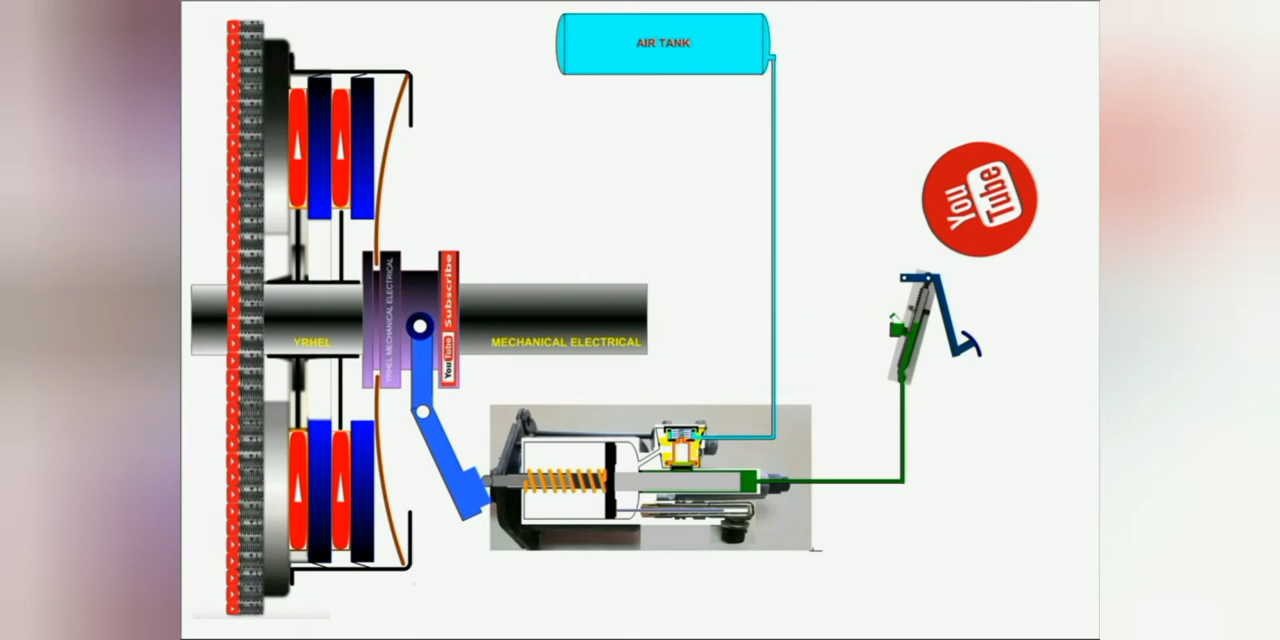 AIR TANK
You
Tube
YRHEL MECHANICAL ELECTRICAL
YouTube Subscribe
YRHEL
MECHANICAL ELECTRICAL